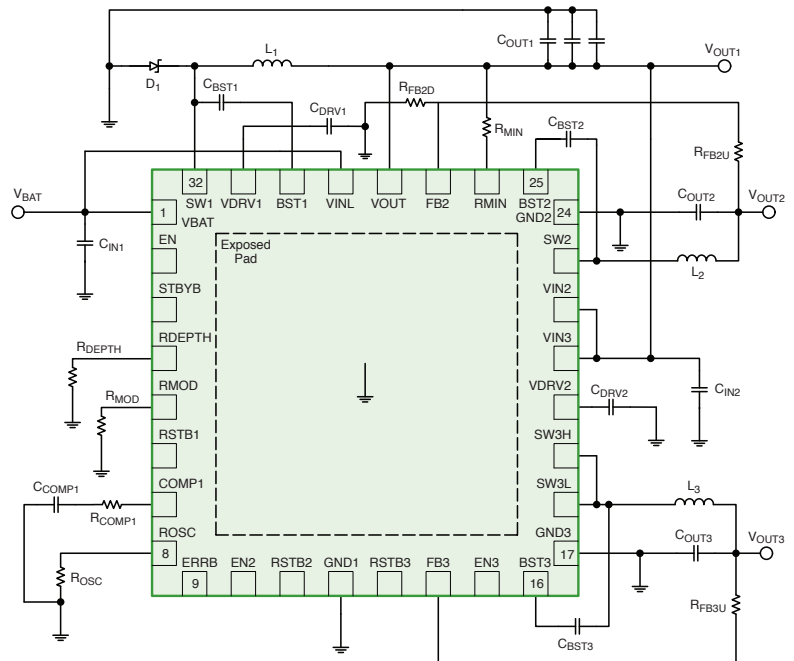 COUT1
L1
VOUT1
D1
CBST1
RFB2D
CDRV1
RMIN
CBST2
RFB2U
VBAT
32
25
SW1 VDRV1 BST1 VINL VOUT FB2 RMIN BST2
1
VBAT
GND2
24
COUT2
VOUT2
CIN1
EN
Exposed
Pad
SW2
L2
STBYB
VIN2
RDEPTH
RDEPTH
VIN3
RMOD
RMOD
VDRV2
CDRV2
CIN2
RSTB1
SW3H
CCOMP1
COMP1
SW3L
L3
RCOMP1
ROSC
GND3
COUT3
8
17
VOUT3
ROSC
ERRB EN2 RSTB2 GND1 RSTB3 FB3 EN3 BST3
9
16
RFB3U
CBST3